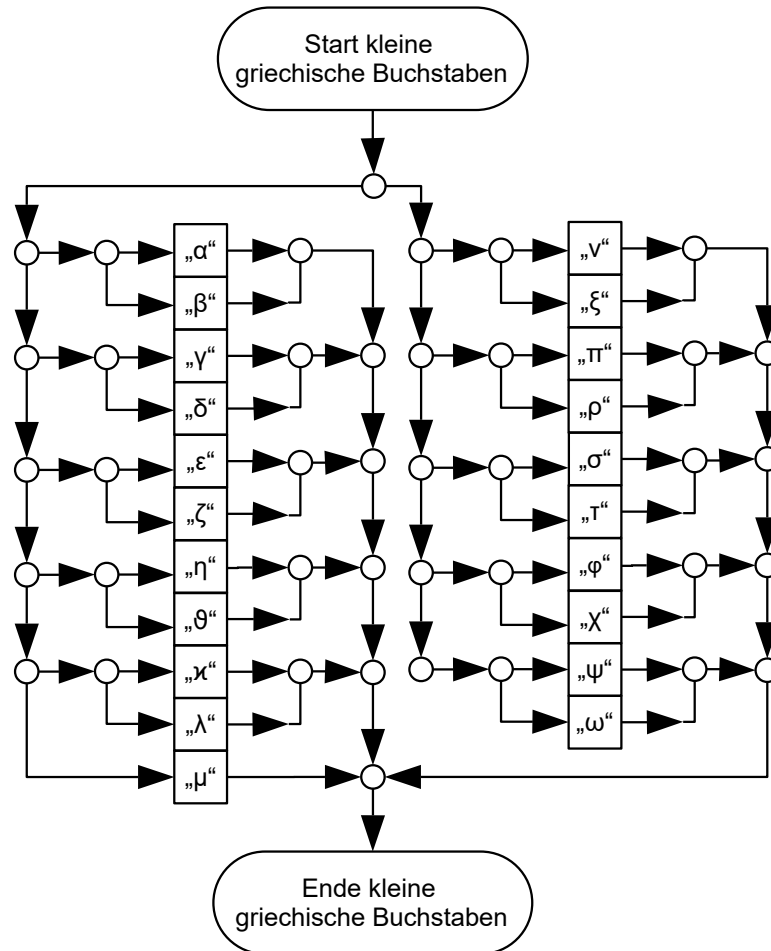 Start kleine
griechische Buchstaben
„α“
„β“
„γ“
„δ“
„ε“
„ζ“
„η“
„ϑ“
„ϰ“
„λ“
„μ“
„ν“
„ξ“
„π“
„ρ“
„σ“
„τ“
„φ“
„χ“
„ψ“
„ω“
Ende kleine
griechische Buchstaben